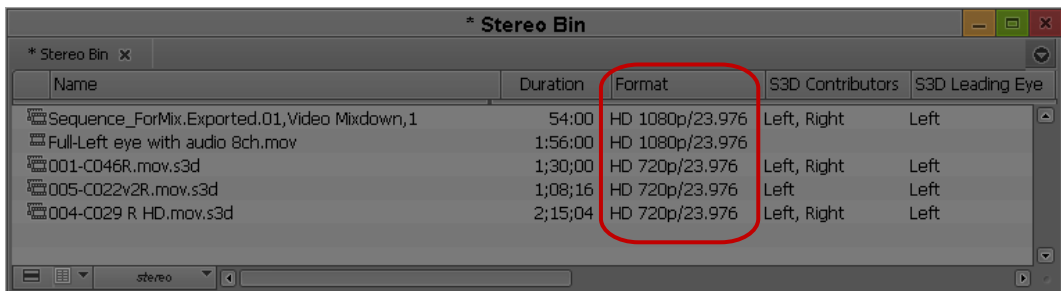 * Stereo Bin
* Stereo Bin
Name Duration Format S3D Contributors S3D Leading Eye
Sequence_ForMix.Exported.01,Video Mixdown,1 54:00 HD 1080p/23.976 Left, Right Left
Full-Left eye with audio 8ch.mov 1:56:00 HD 1080p/23.976
001-C046R.mov.s3d 1;30;00 HD 720p/23.976 Left, Right Left
005-C022v2R.mov.s3d 1;08;16 HD 720p/23.976 Left Left
004-C029 R HD.mov.s3d 2;15;04 HD 720p/23.976 Left, Right Left
stereo